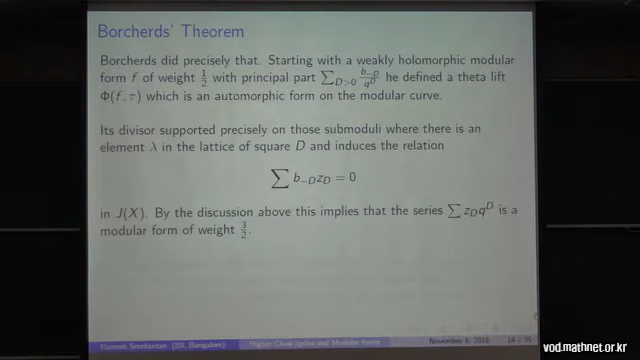 Borcherds' Theorem
Borcherds did precisely that. Starting with a weakly holomorphic modular
form f of weight 1/2 with principal part ∑_{D>0} b_{−D}/q^D he defined a theta lift
Φ(f, τ) which is an automorphic form on the modular curve.
Its divisor supported precisely on those submoduli where there is an
element λ in the lattice of square D and induces the relation
∑ b_{−D}z_D = 0
in J(X). By the discussion above this implies that the series ∑ z_D q^D is a
modular form of weight 3/2.
Ramesh Sreekantan (ISI, Bangalore) Higher Chow cycles and Modular forms November 8, 2018 14 / 35
vod.mathnet.or.kr